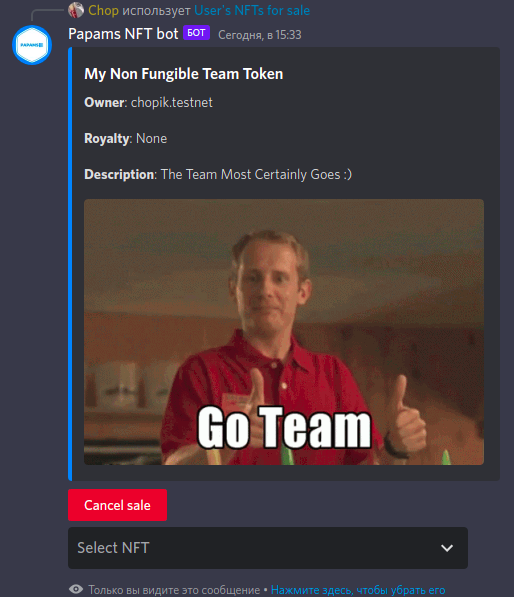 Chop использует User's NFTs for sale
Papams NFT bot БОТ Сегодня, в 15:33
PAPAMS
My Non Fungible Team Token
Owner: chopik.testnet
Royalty: None
Description: The Team Most Certainly Goes :)
Go Team
Cancel sale
Select NFT
Только вы видите это сообщение • Нажмите здесь, чтобы убрать его